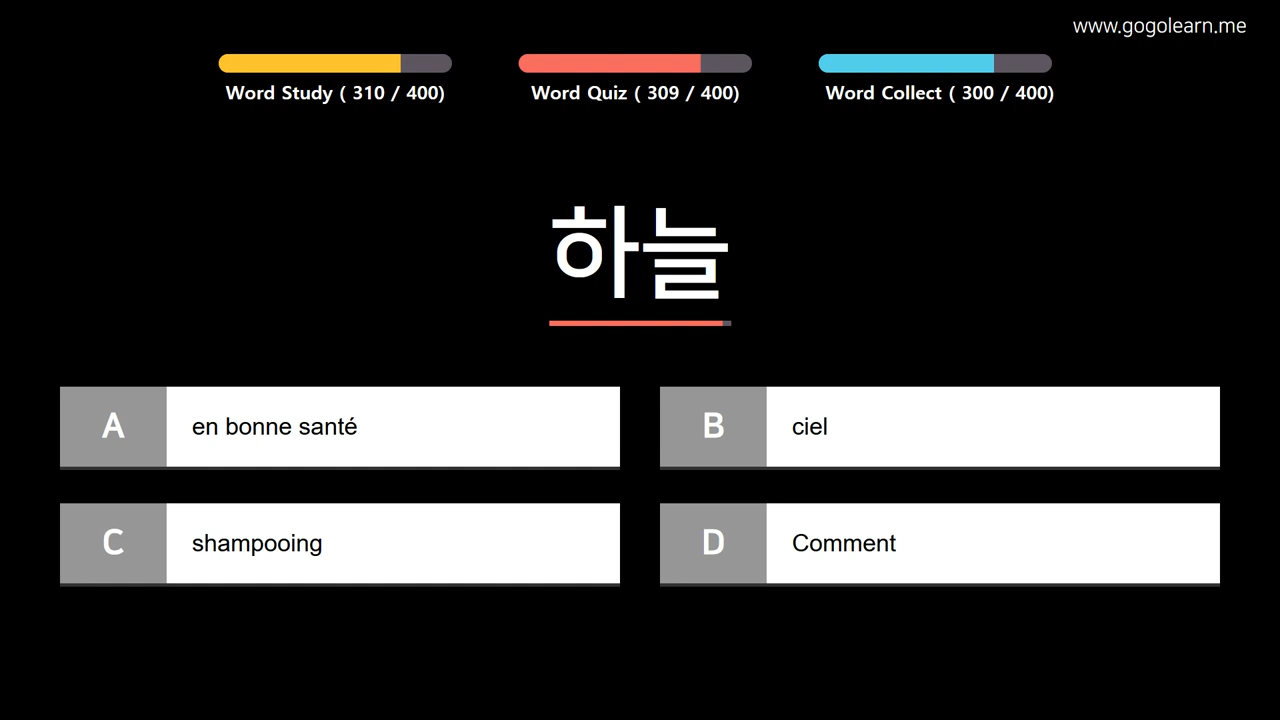 www.gogolearn.me
Word Study ( 310 / 400)
Word Quiz ( 309 / 400)
Word Collect ( 300 / 400)
하늘
A en bonne santé
B ciel
C shampooing
D Comment